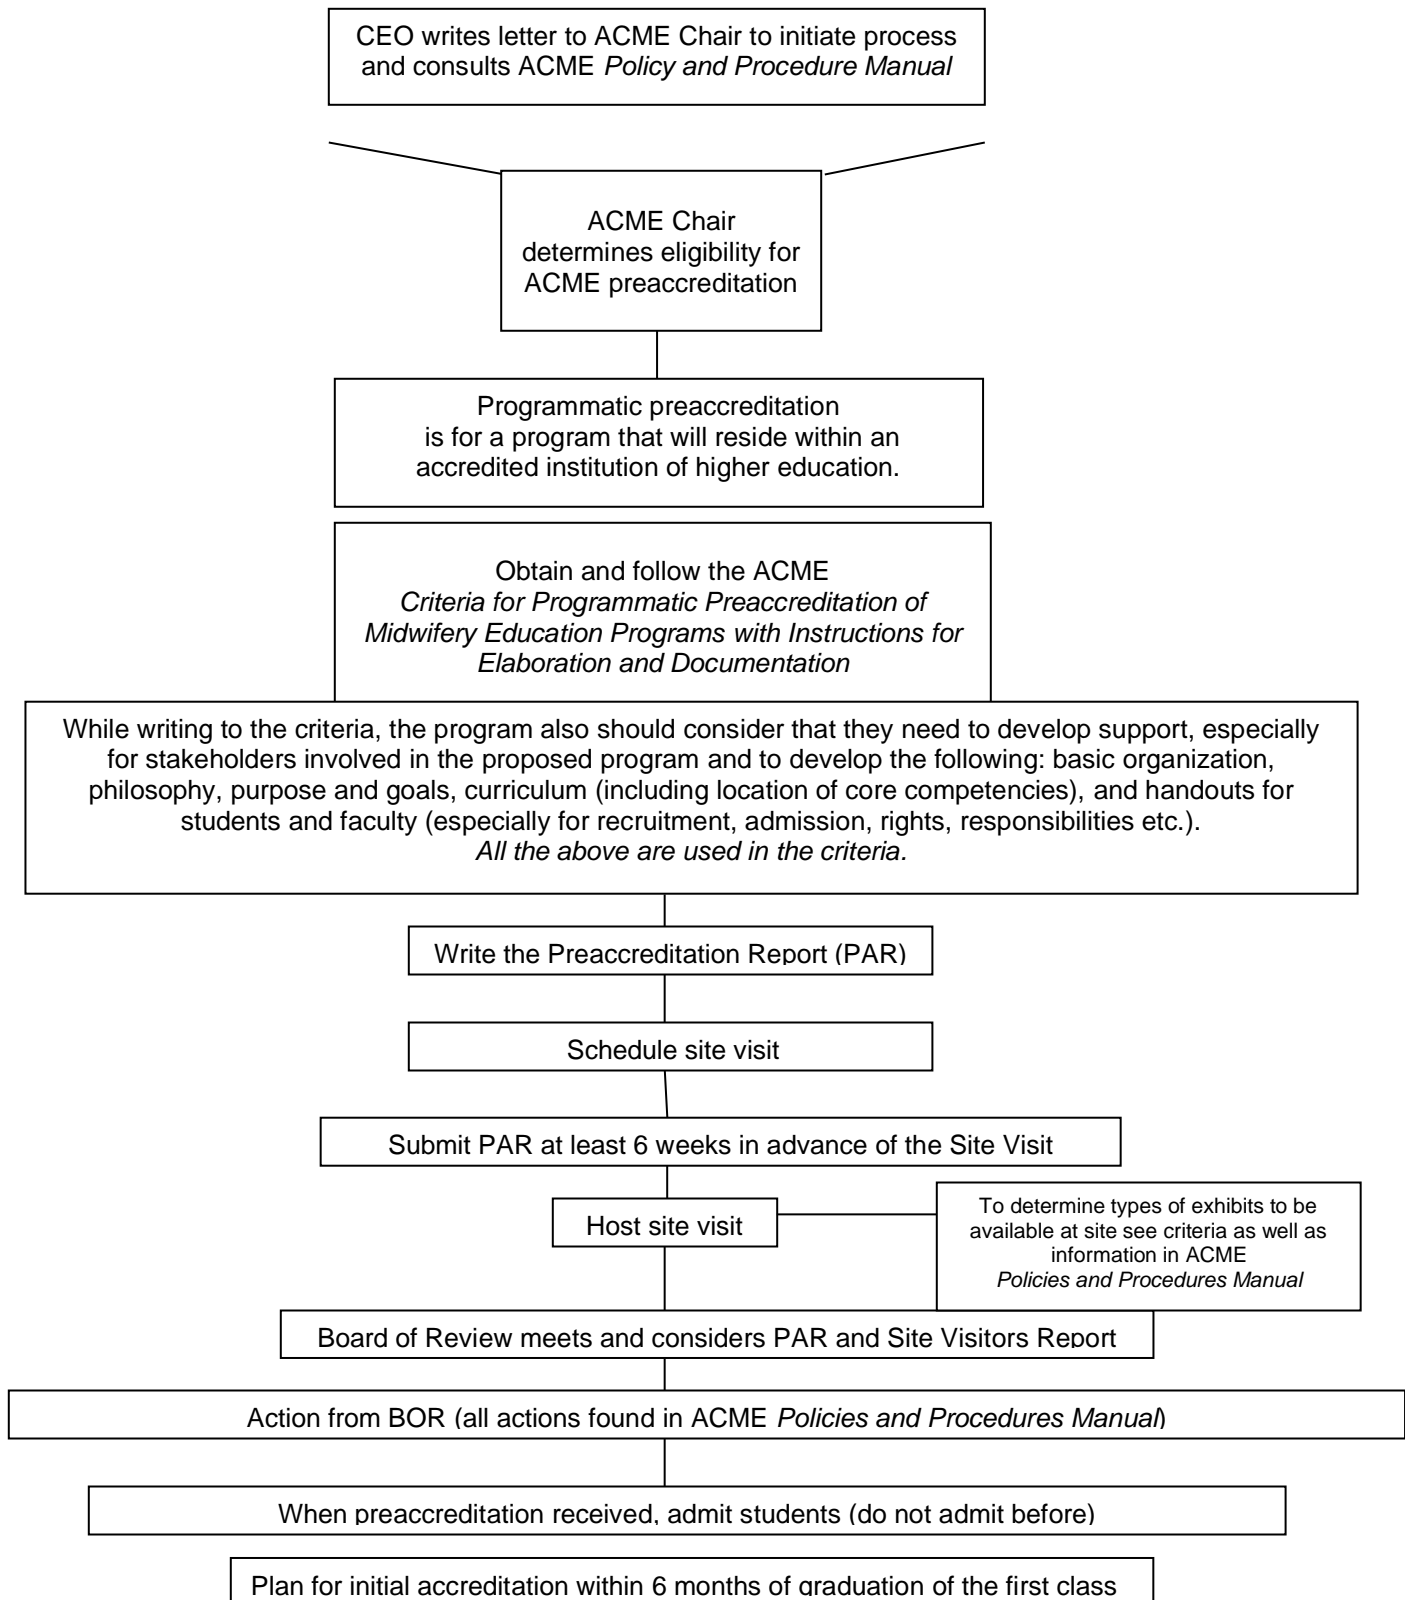 CEO writes letter to ACME Chair to initiate process
and consults ACME Policy and Procedure Manual
ACME Chair
determines eligibility for
ACME preaccreditation
Programmatic preaccreditation
is for a program that will reside within an
accredited institution of higher education.
Obtain and follow the ACME
Criteria for Programmatic Preaccreditation of
Midwifery Education Programs with Instructions for
Elaboration and Documentation
While writing to the criteria, the program also should consider that they need to develop support, especially
for stakeholders involved in the proposed program and to develop the following: basic organization,
philosophy, purpose and goals, curriculum (including location of core competencies), and handouts for
students and faculty (especially for recruitment, admission, rights, responsibilities etc.).
All the above are used in the criteria.
Write the Preaccreditation Report (PAR)
Schedule site visit
Submit PAR at least 6 weeks in advance of the Site Visit
Host site visit
To determine types of exhibits to be
available at site see criteria as well as
information in ACME
Policies and Procedures Manual
Board of Review meets and considers PAR and Site Visitors Report
Action from BOR (all actions found in ACME Policies and Procedures Manual)
When preaccreditation received, admit students (do not admit before)
Plan for initial accreditation within 6 months of graduation of the first class